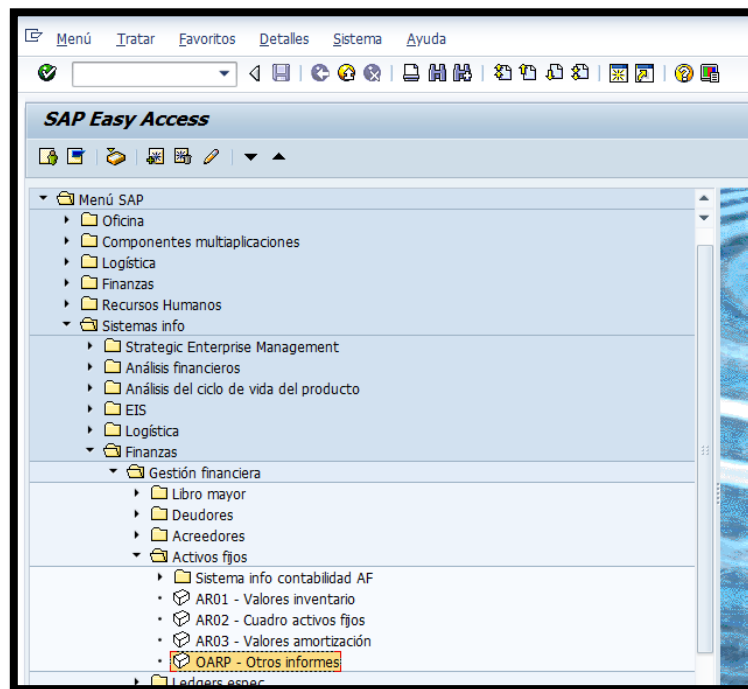 Menú Tratar Favoritos Detalles Sistema Ayuda
SAP Easy Access
Menú SAP
Oficina
Componentes multiaplicaciones
Logística
Finanzas
Recursos Humanos
Sistemas info
Strategic Enterprise Management
Análisis financieros
Análisis del ciclo de vida del producto
EIS
Logística
Finanzas
Gestión financiera
Libro mayor
Deudores
Acreedores
Activos fijos
Sistema info contabilidad AF
AR01 - Valores inventario
AR02 - Cuadro activos fijos
AR03 - Valores amortización
OARP - Otros informes
Ledgers espec.